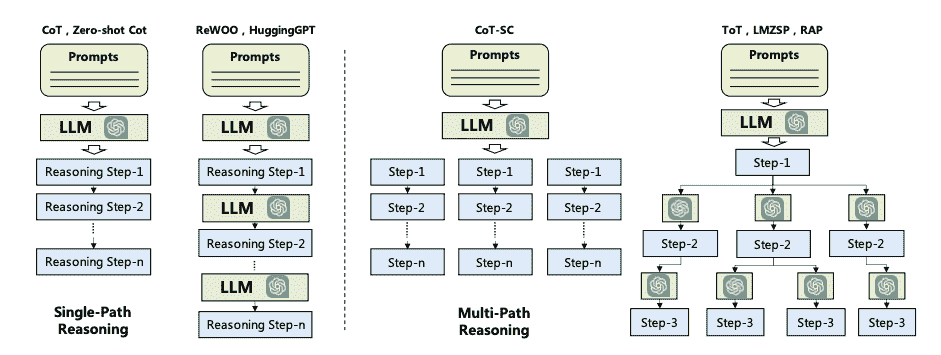 CoT , Zero-shot Cot
Prompts
LLM
Reasoning Step-1
Reasoning Step-2
Reasoning Step-n
Single-Path
Reasoning
ReWOO , HuggingGPT
Prompts
LLM
Reasoning Step-1
LLM
Reasoning Step-2
LLM
Reasoning Step-n
CoT-SC
Prompts
LLM
Step-1 Step-1 Step-1
Step-2 Step-2 Step-2
Step-n Step-n Step-n
Multi-Path
Reasoning
ToT , LMZSP , RAP
Prompts
LLM
Step-1
Step-2 Step-2 Step-2
Step-3 Step-3 Step-3 Step-3